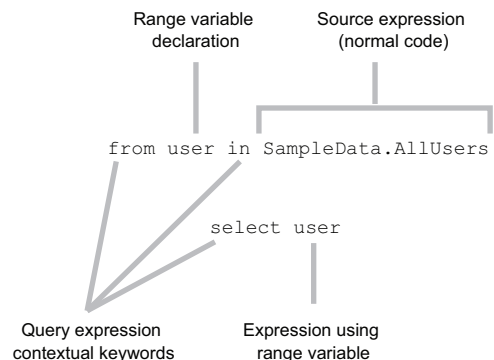 Range variable
declaration
Source expression
(normal code)
from user in SampleData.AllUsers
select user
Query expression
contextual keywords
Expression using
range variable